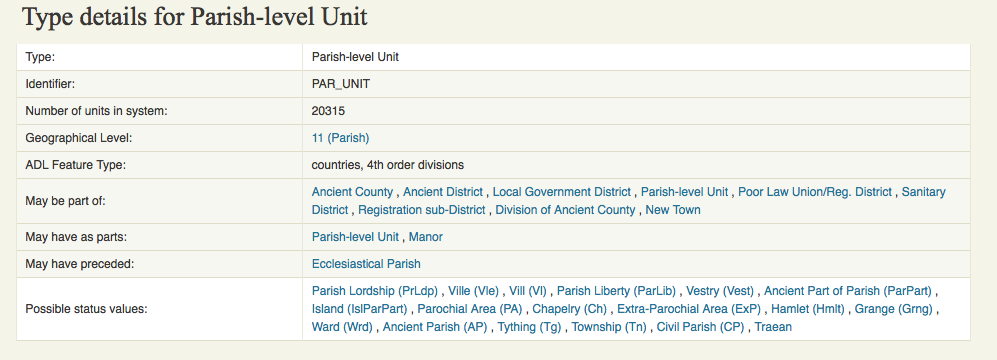 Type details for Parish-level Unit
Type: Parish-level Unit
Identifier: PAR_UNIT
Number of units in system: 20315
Geographical Level: 11 (Parish)
ADL Feature Type: countries, 4th order divisions
May be part of: Ancient County , Ancient District , Local Government District , Parish-level Unit , Poor Law Union/Reg. District , Sanitary
District , Registration sub-District , Division of Ancient County , New Town
May have as parts: Parish-level Unit , Manor
May have preceded: Ecclesiastical Parish
Possible status values: Parish Lordship (PrLdp) , Ville (Vle) , Vill (Vl) , Parish Liberty (ParLib) , Vestry (Vest) , Ancient Part of Parish (ParPart) ,
Island (IslParPart) , Parochial Area (PA) , Chapelry (Ch) , Extra-Parochial Area (ExP) , Hamlet (Hmlt) , Grange (Grng) ,
Ward (Wrd) , Ancient Parish (AP) , Tything (Tg) , Township (Tn) , Civil Parish (CP) , Traean